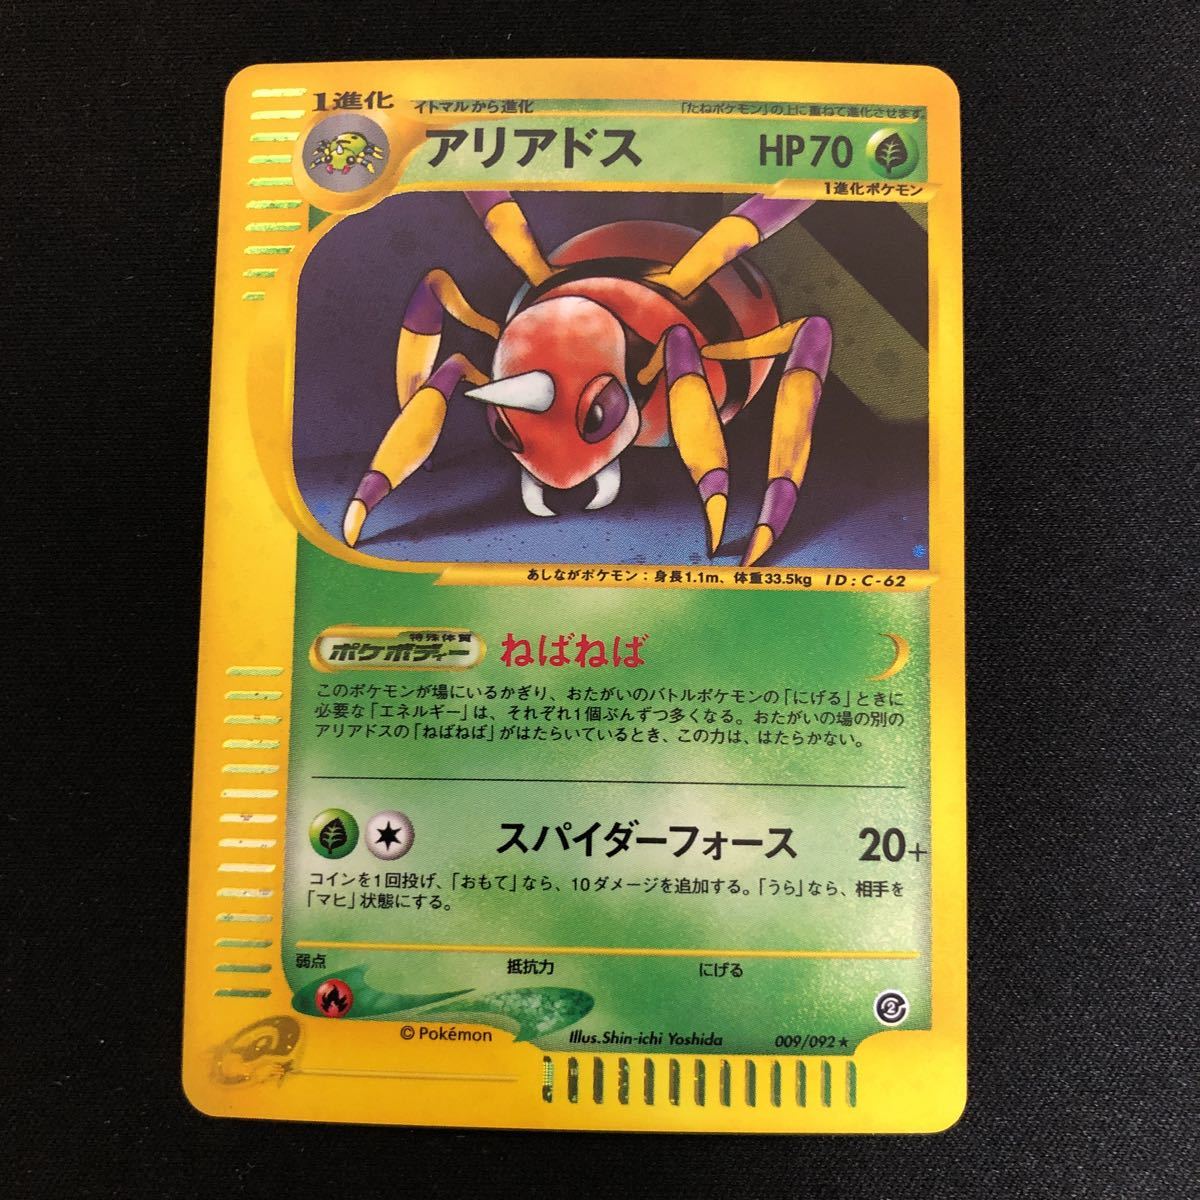 1進化
イトマルから進化
「たねポケモン」の上に重ねて進化させます。
アリアドス HP70
1進化ポケモン
あしながポケモン：身長1.1m、体重33.5kg ID:C-62
特殊体質
ポケボディー
ねばねば
このポケモンが場にいるかぎり、おたがいのバトルポケモンの「にげる」ときに
必要な「エネルギー」は、それぞれ1個ぶんずつ多くなる。おたがいの場の別の
アリアドスの「ねばねば」がはたらいているとき、この力は、はたらかない。
スパイダーフォース 20+
コインを1回投げ、「おもて」なら、10ダメージを追加する。「うら」なら、相手を
「マヒ」状態にする。
弱点 抵抗力 にげる
2
© Pokémon Illus. Shin-ichi Yoshida 009/092★